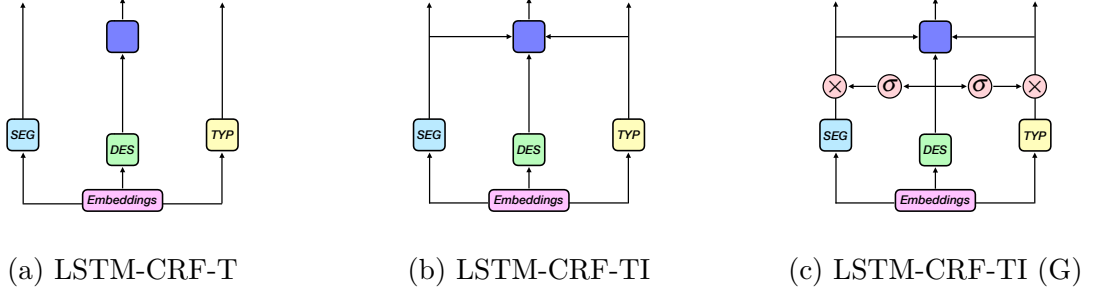 SEG
DES
TYP
Embeddings
(a) LSTM-CRF-T
SEG
DES
TYP
Embeddings
(b) LSTM-CRF-TI
× σ σ ×
SEG
DES
TYP
Embeddings
(c) LSTM-CRF-TI (G)